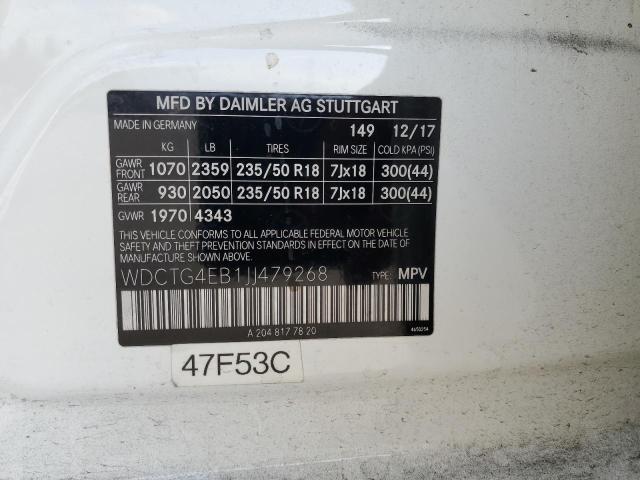 MFD BY DAIMLER AG STUTTGART
MADE IN GERMANY 149 12/17
KG LB TIRES RIM SIZE COLD KPA (PSI)
GAWR FRONT 1070 2359 235/50 R18 7Jx18 300(44)
GAWR REAR 930 2050 235/50 R18 7Jx18 300(44)
GVWR 1970 4343
THIS VEHICLE CONFORMS TO ALL APPLICABLE FEDERAL MOTOR VEHICLE
SAFETY AND THEFT PREVENTION STANDARDS IN EFFECT ON THE DATE
OF MANUFACTURE SHOWN ABOVE.
WDCTG4EB1JJ479268 TYPE: MPV
A 204 817 78 20
47F53C